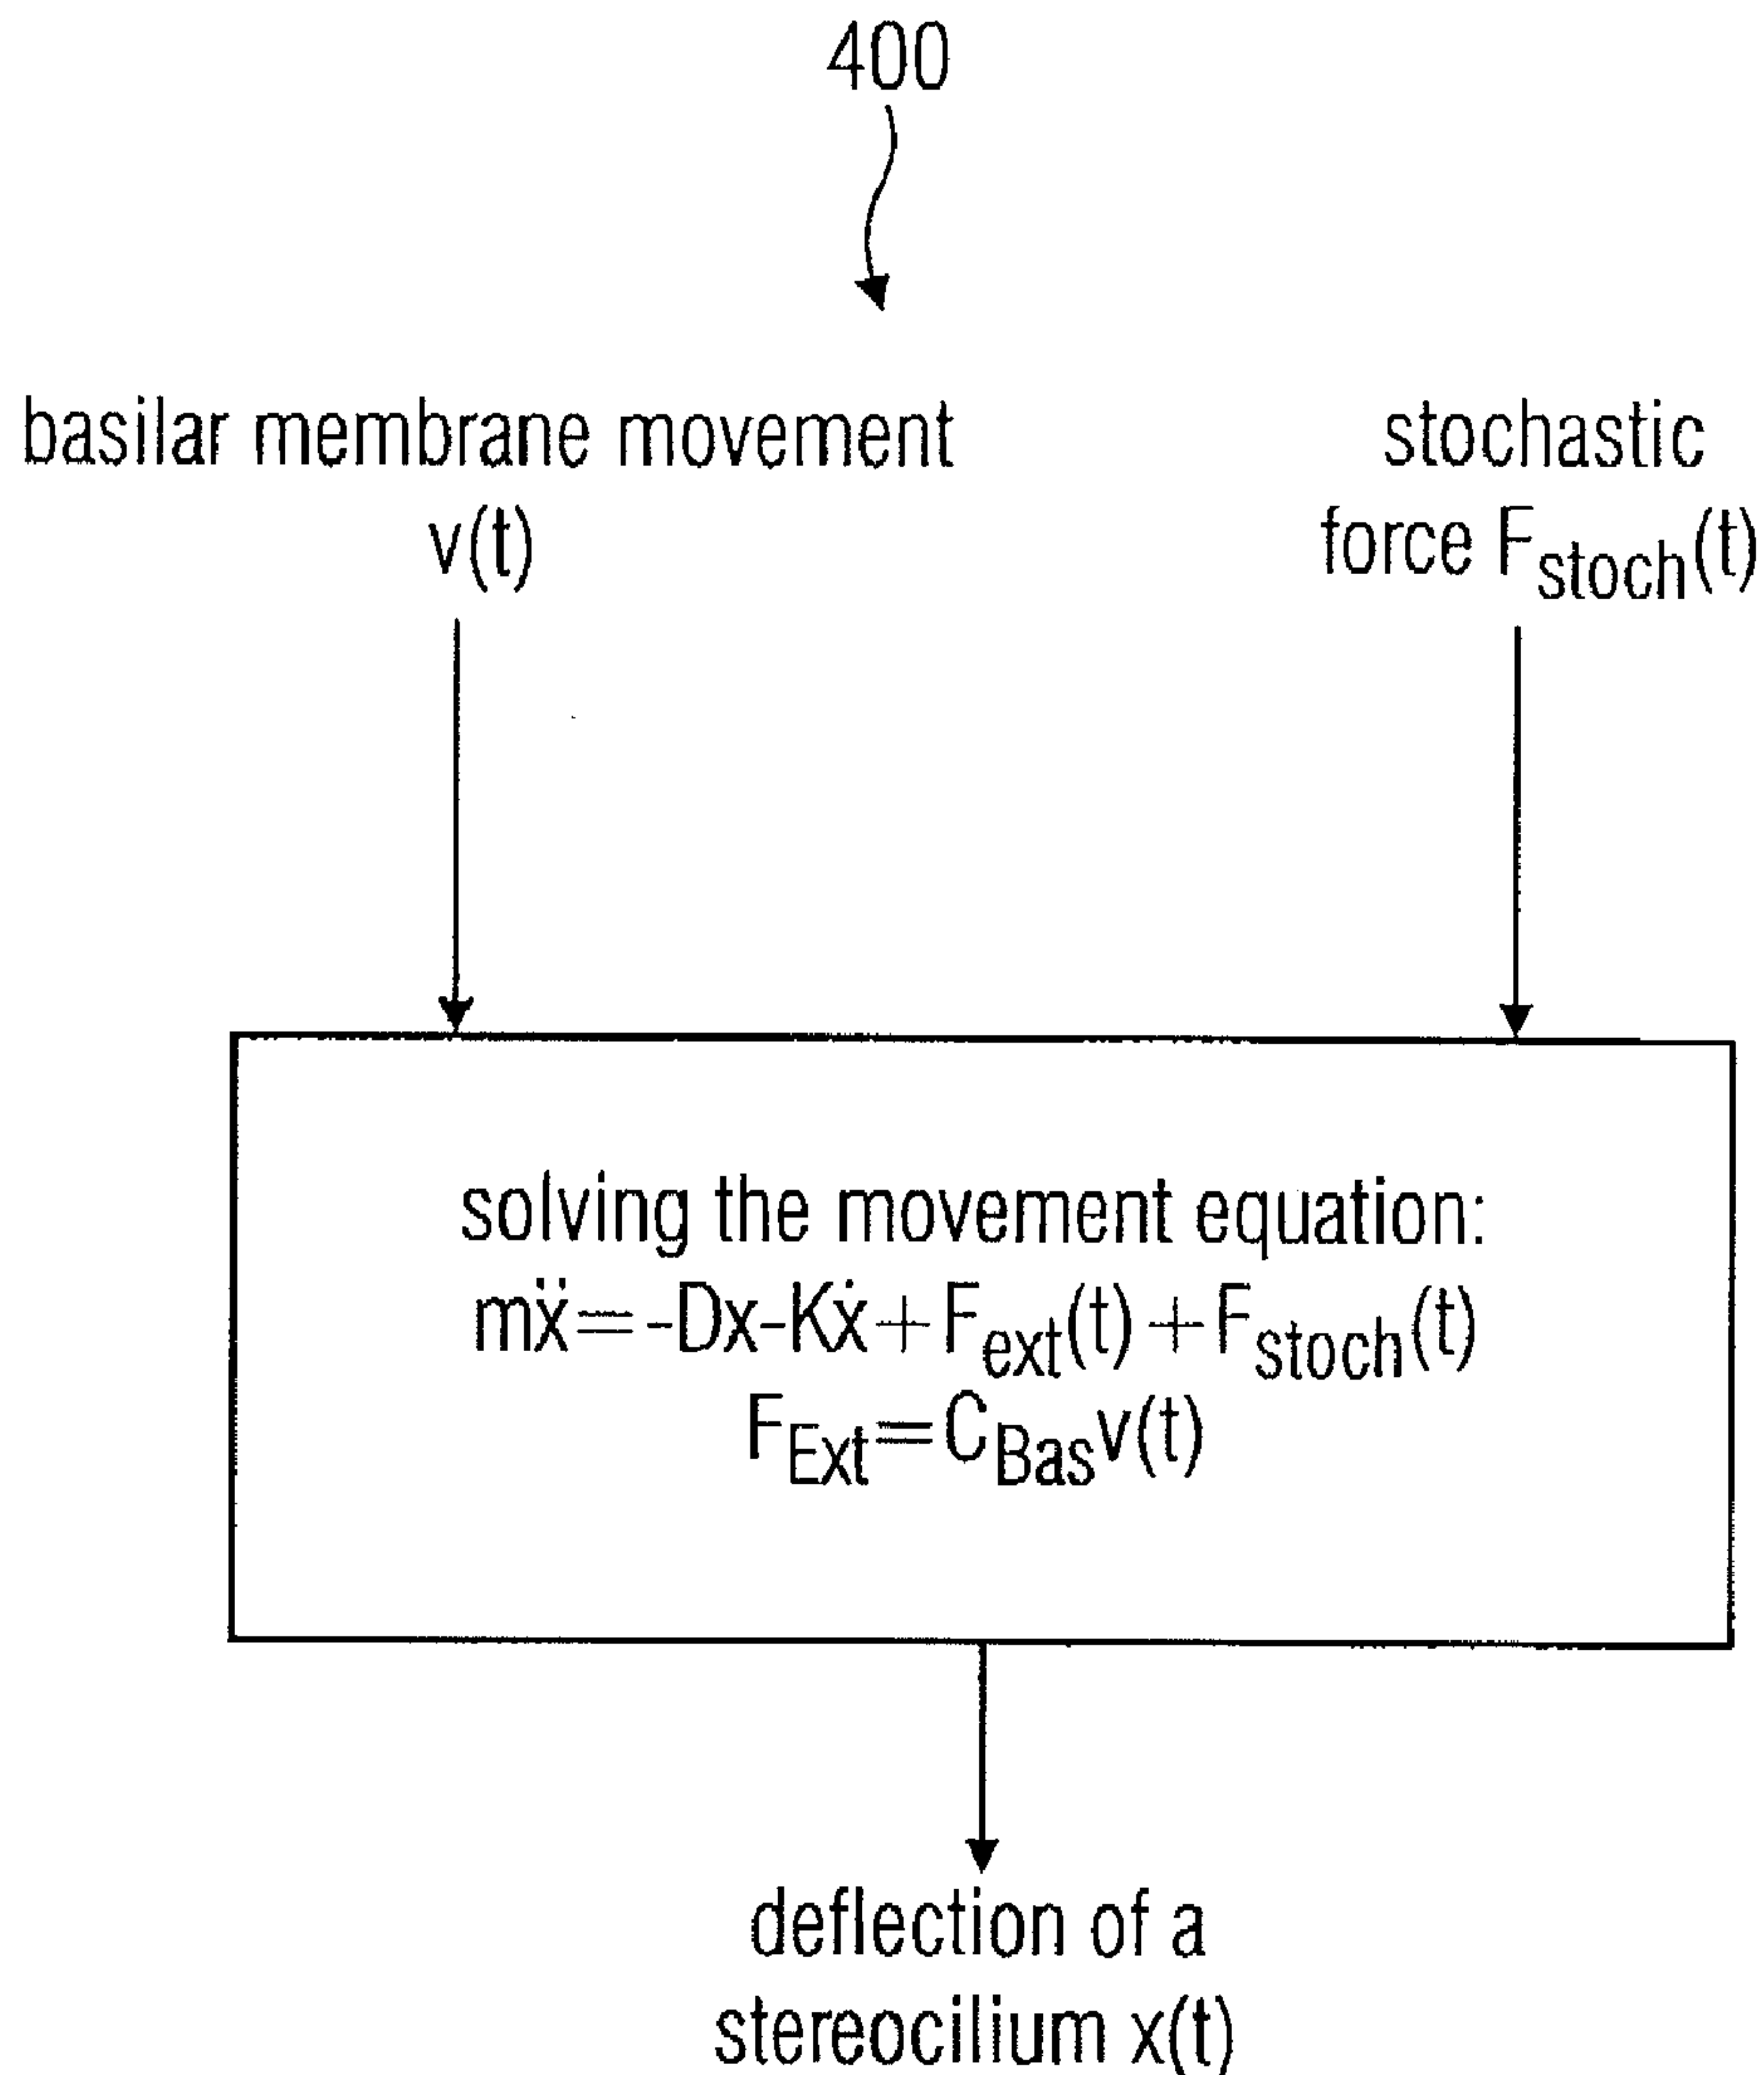 400
basilar membrane movement
v(t)
stochastic
force F_stoch(t)
solving the movement equation:
mẍ=-Dx-Kẋ+F_ext(t)+F_stoch(t)
F_Ext=C_Bas v(t)
deflection of a
stereocilium x(t)